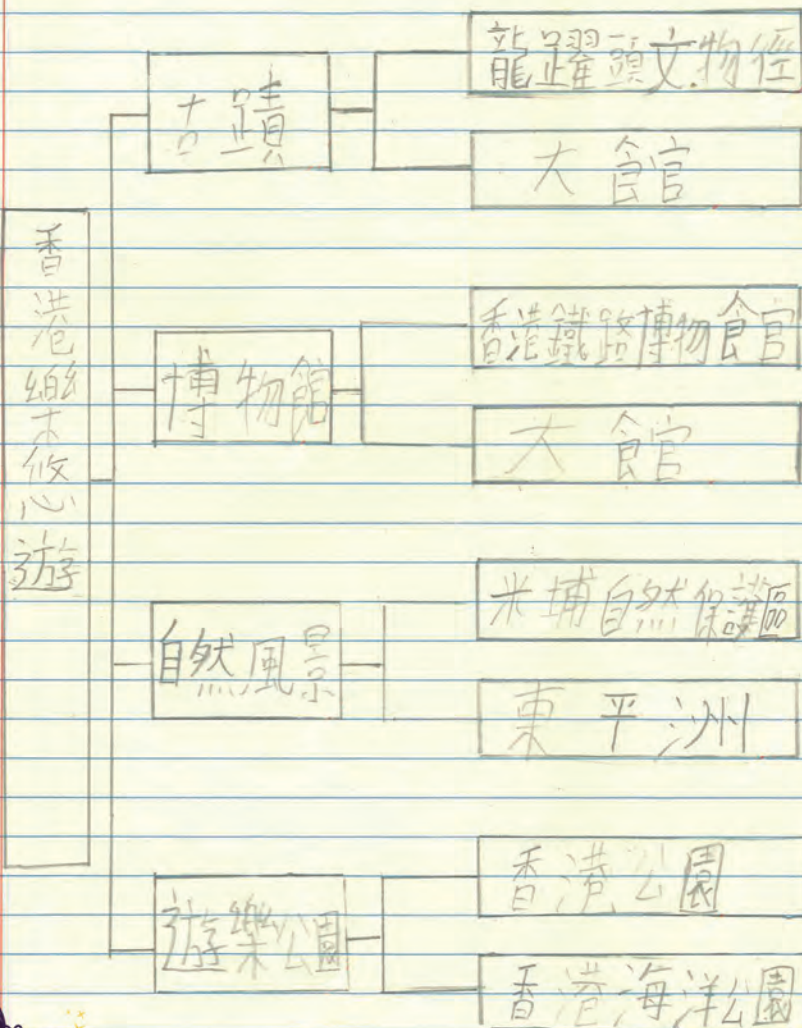 香港樂悠遊
古蹟
龍躍頭文物徑
大館
博物館
香港鐵路博物館
大館
自然風景
米埔自然保護區
東平洲
遊樂公園
香港公園
香港海洋公園